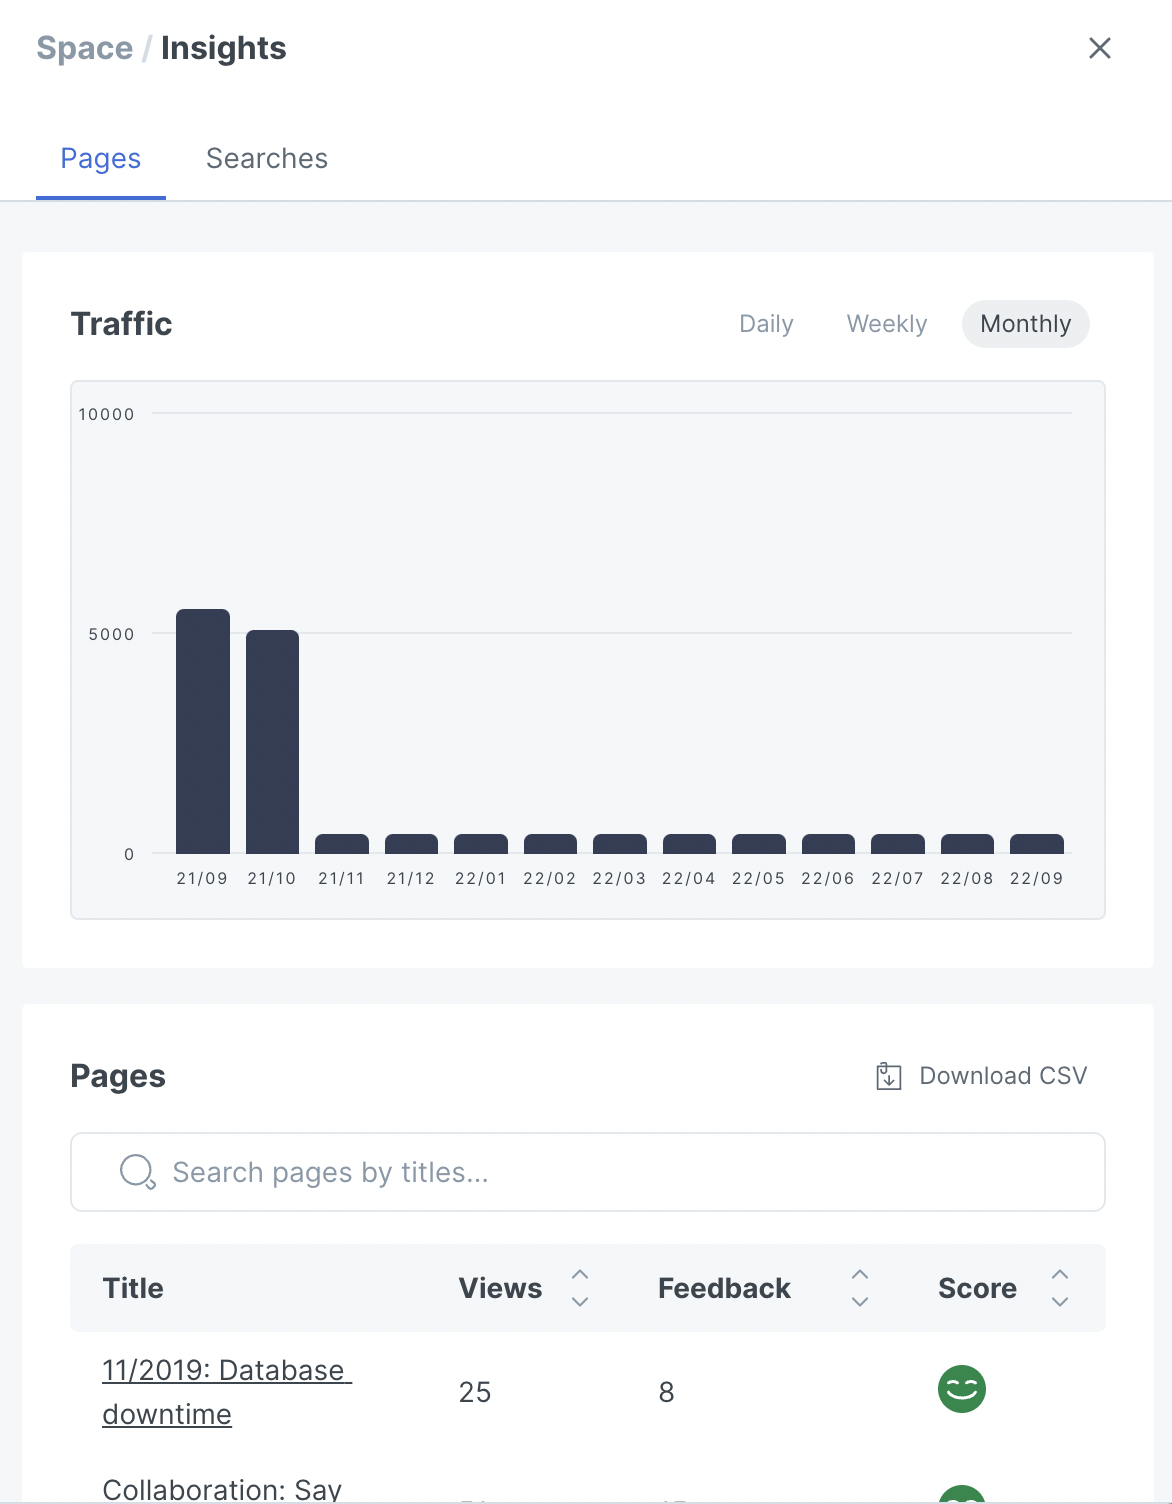 Space / Insights
Pages Searches
Traffic Daily Weekly Monthly
10000
5000
0
21/09 21/10 21/11 21/12 22/01 22/02 22/03 22/04 22/05 22/06 22/07 22/08 22/09
Pages Download CSV
Search pages by titles...
Title Views Feedback Score
11/2019: Database
downtime
25 8
Collaboration: Say